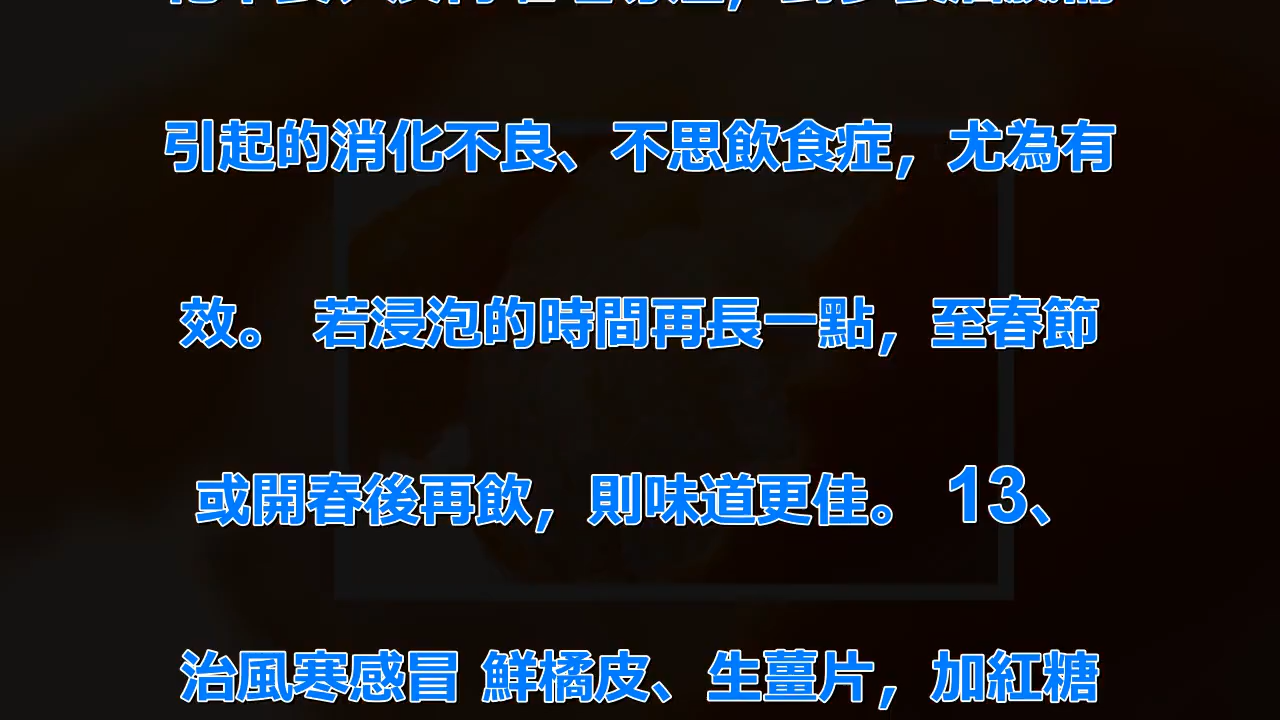 引起的消化不良、不思飲食症，尤為有
效。 若浸泡的時間再長一點，至春節
或開春後再飲，則味道更佳。 13、
治風寒感冒 鮮橘皮、生薑片，加紅糖